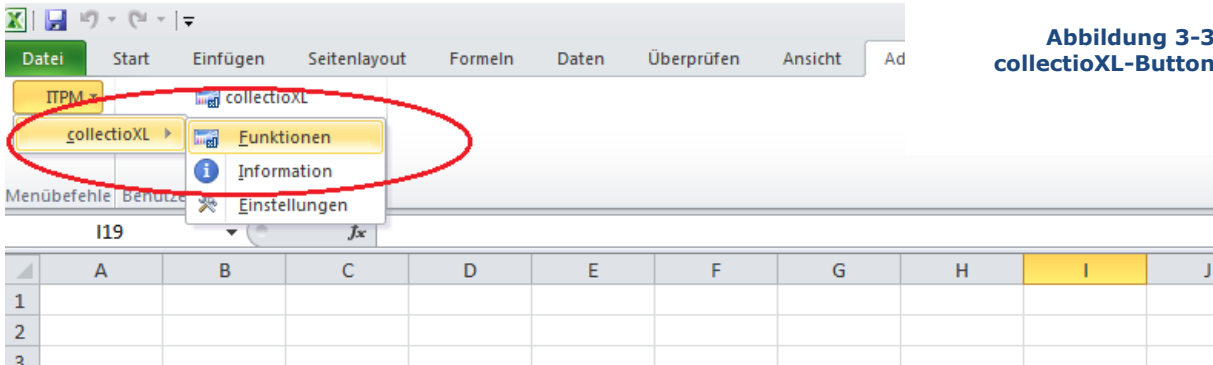 Abbildung 3-3
collectioXL-Button
Datei Start Einfügen Seitenlayout Formeln Daten Überprüfen Ansicht Ad
ITPM collectioXL
collectioXL Funktionen
Information
Menübefehle
Einstellungen
I19 fx
A B C D E F G H I J
1
2
3